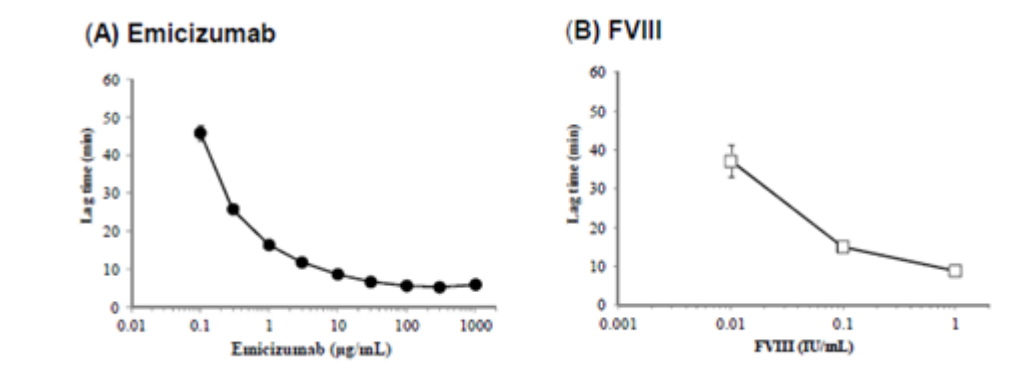 (A) Emicizumab
60
50
40
30
20
10
0
Lag time (min)
0.01 0.1 1 10 100 1000
Emicizumab (µg/mL)
(B) FVIII
60
50
40
30
20
10
0
Lag time (min)
0.001 0.01 0.1 1
FVIII (IU/mL)